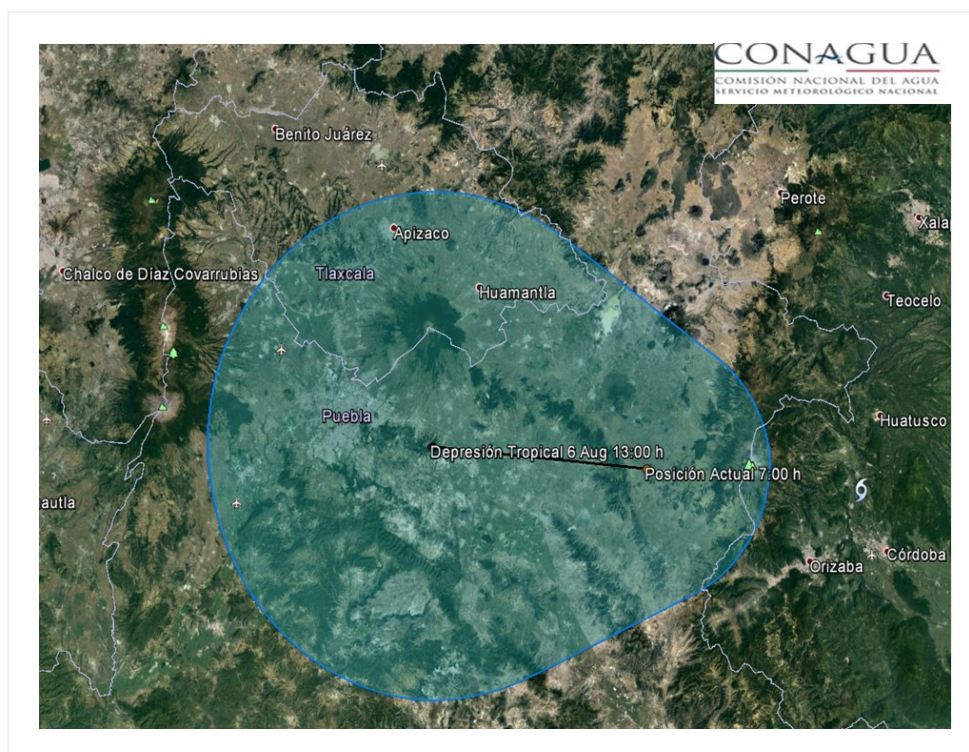 CONAGUA
COMISIÓN NACIONAL DEL AGUA
SERVICIO METEOROLÓGICO NACIONAL
Benito Juárez
Perote
Xalap
Apizaco
Chalco de Díaz Covarrubias
Tlaxcala
Huamantla
Teocelo
Puebla
Huatusco
Depresión Tropical 6 Aug 13:00 h
Posición Actual 7:00 h
autla
Córdoba
Orizaba